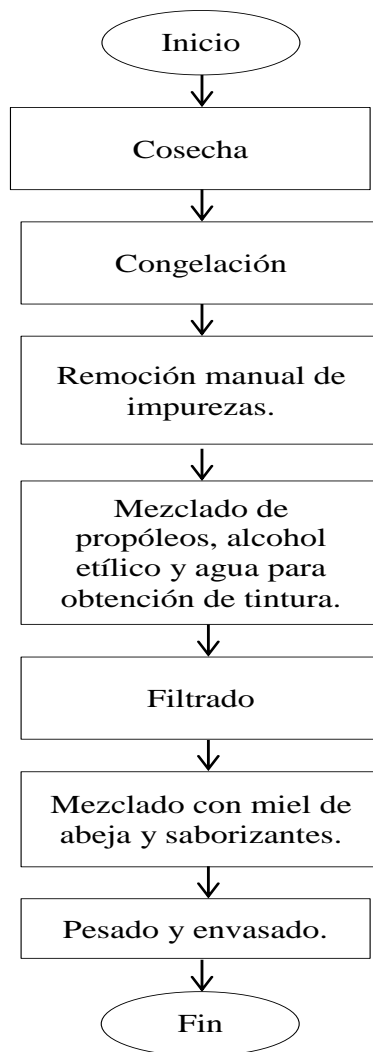 Inicio
Cosecha
Congelación
Remoción manual de
impurezas.
Mezclado de
propóleos, alcohol
etílico y agua para
obtención de tintura.
Filtrado
Mezclado con miel de
abeja y saborizantes.
Pesado y envasado.
Fin